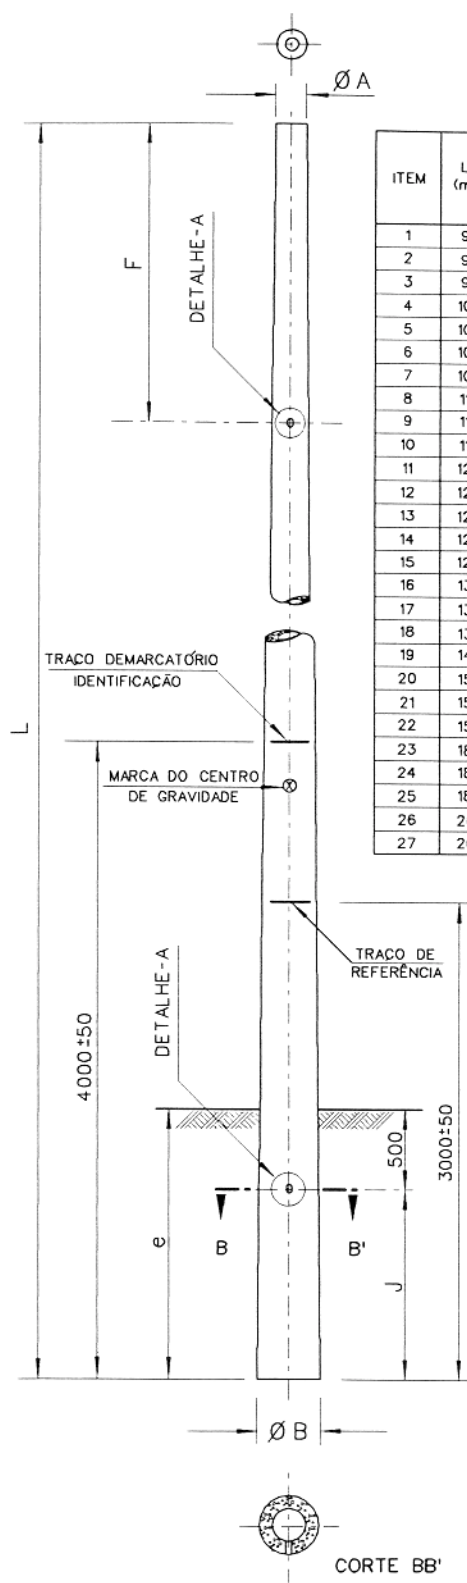 Ø A
F
DETALHE-A
L
TRAÇO DEMARCATÓRIO
IDENTIFICAÇÃO
MARCA DO CENTRO
DE GRAVIDADE
TRAÇO DE
REFERÊNCIA
DETALHE-A
4000±50
3000±50
500
e
J
B
B'
Ø B
CORTE BB'
ITEM
1
2
3
4
5
6
7
8
9
10
11
12
13
14
15
16
17
18
19
20
21
22
23
24
25
26
27